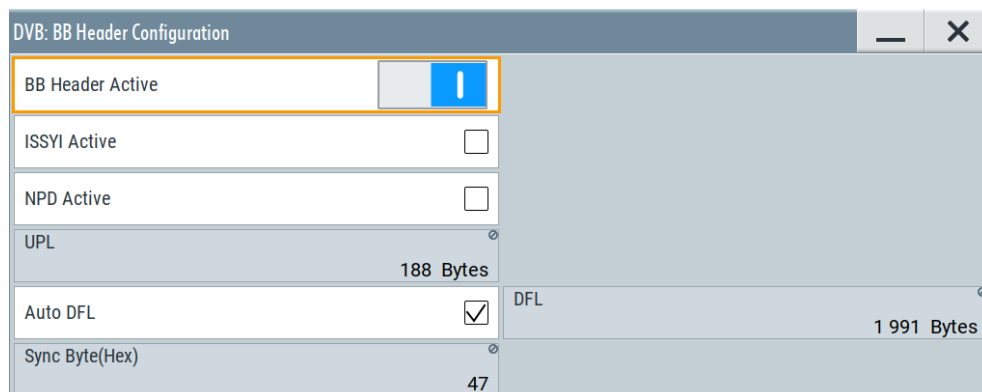 DVB: BB Header Configuration
BB Header Active
ISSYI Active
NPD Active
UPL
188 Bytes
Auto DFL
DFL
1 991 Bytes
Sync Byte(Hex)
47